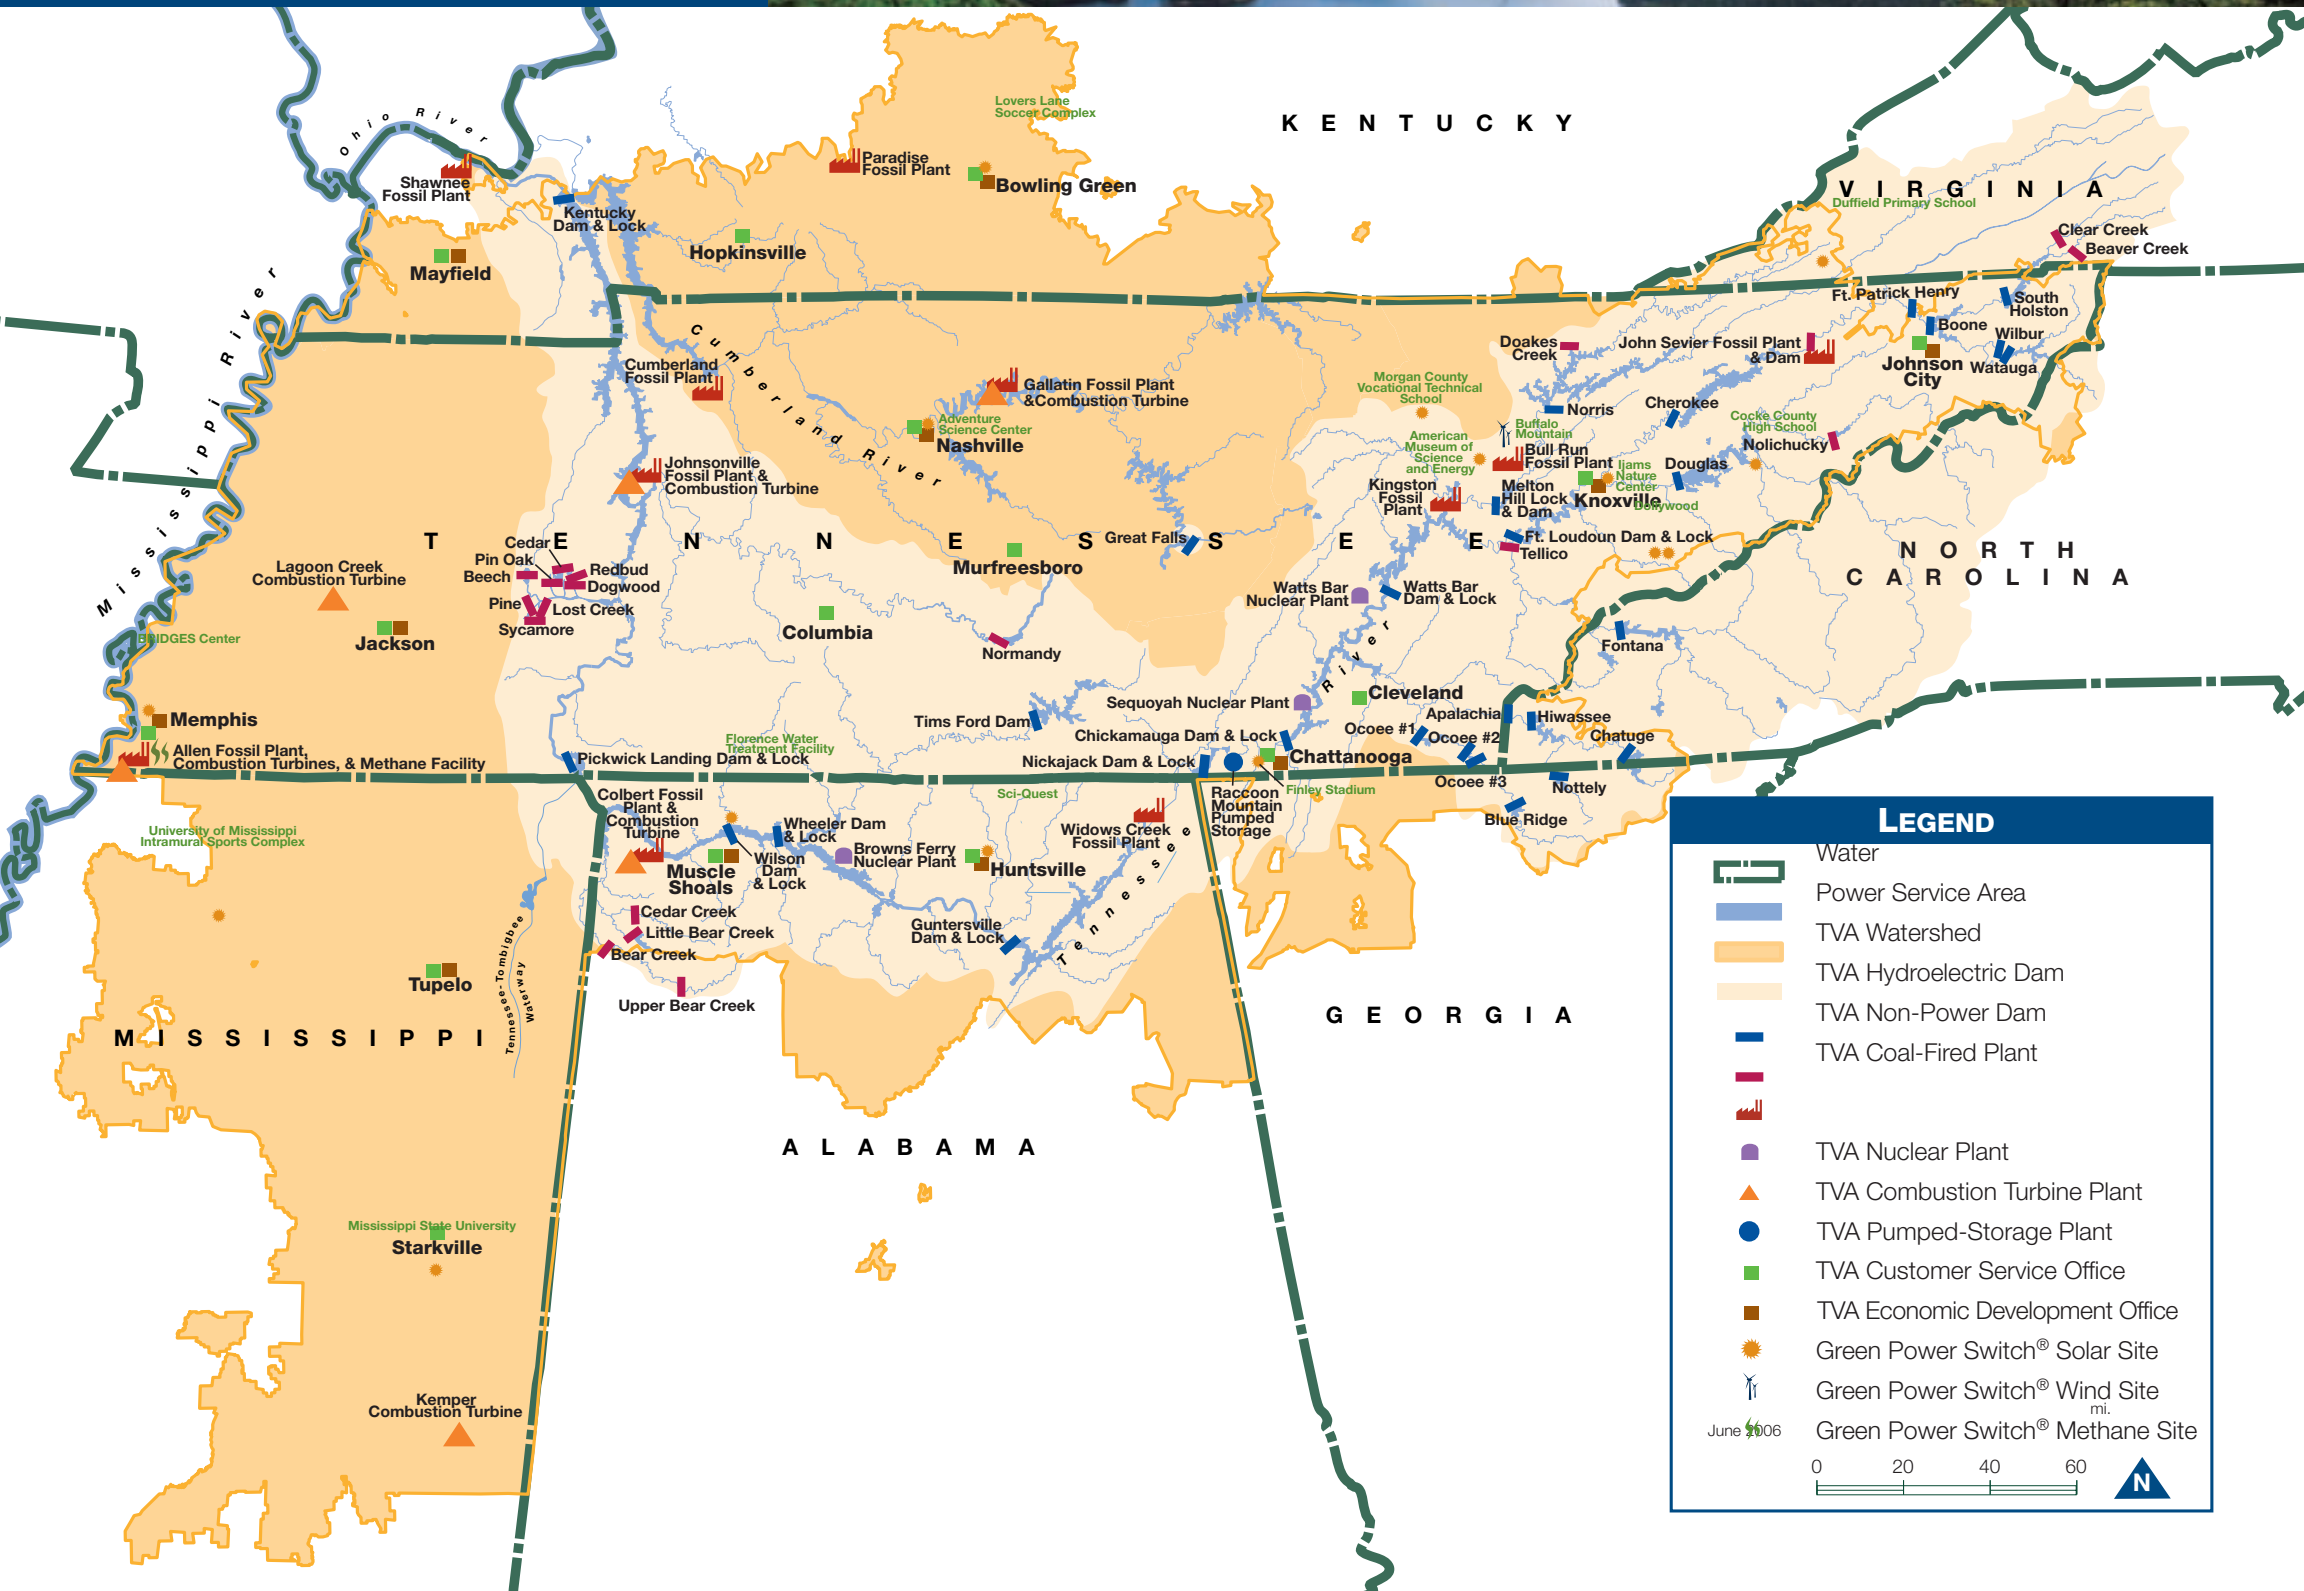 KENTUCKY
Lovers Lane
Soccer Complex
Ohio River
Shawnee
Fossil Plant
Paradise
Fossil Plant
Bowling Green
Kentucky
Dam & Lock
VIRGINIA
Duffield Primary School
Clear Creek
Beaver Creek
Hopkinsville
Mayfield
Mississippi River
Ft. Patrick Henry
South
Holston
Boone
Wilbur
Watauga
Johnson
City
John Sevier Fossil Plant
& Dam
Doakes
Creek
Cumberland River
Cumberland
Fossil Plant
Gallatin Fossil Plant
&Combustion Turbine
Morgan County
Vocational Technical
School
Norris
Cherokee
Cocke County
High School
Nolichucky
Adventure
Science Center
Nashville
Buffalo
Mountain
American
Museum of
Science
and Energy
Bull Run
Fossil Plant
Ijams
Nature
Center
Douglas
Johnsonville
Fossil Plant &
Combustion Turbine
Kingston
Fossil
Plant
Melton
Hill Lock
& Dam
Knoxville
Dollywood
Mississippi River
TENNESSEE
Great Falls
Ft. Loudoun Dam & Lock
Tellico
NORTH
CAROLINA
Cedar
Pin Oak
Beech
Redbud
Dogwood
Pine
Lost Creek
Sycamore
Lagoon Creek
Combustion Turbine
Murfreesboro
Watts Bar
Nuclear Plant
Watts Bar
Dam & Lock
BRIDGES Center
Jackson
Columbia
Normandy
Fontana
Memphis
Sequoyah Nuclear Plant
Cleveland
Tims Ford Dam
Apalachia
Hiwassee
Chickamauga Dam & Lock
Ocoee #1
Ocoee #2
Chatuge
Allen Fossil Plant,
Combustion Turbines, & Methane Facility
Florence Water
Treatment Facility
Pickwick Landing Dam & Lock
Nickajack Dam & Lock
Chattanooga
Ocoee #3
Nottely
Sci-Quest
Finley Stadium
Raccoon
Mountain
Pumped
Storage
Blue Ridge
Colbert Fossil
Plant &
Combustion
Turbine
Wheeler Dam
& Lock
Widows Creek
Fossil Plant
University of Mississippi
Intramural Sports Complex
Wilson
Dam
& Lock
Browns Ferry
Nuclear Plant
Muscle
Shoals
Huntsville
Tennessee River
Cedar Creek
Little Bear Creek
Bear Creek
Guntersville
Dam & Lock
Tennessee-Tombigbee
Waterway
Tupelo
Upper Bear Creek
MISSISSIPPI
GEORGIA
ALABAMA
Mississippi State University
Starkville
Kemper
Combustion Turbine
LEGEND
Water
Power Service Area
TVA Watershed
TVA Hydroelectric Dam
TVA Non-Power Dam
TVA Coal-Fired Plant
TVA Nuclear Plant
TVA Combustion Turbine Plant
TVA Pumped-Storage Plant
TVA Customer Service Office
TVA Economic Development Office
Green Power Switch® Solar Site
Green Power Switch® Wind Site
mi.
June 2006
Green Power Switch® Methane Site
0 20 40 60
N